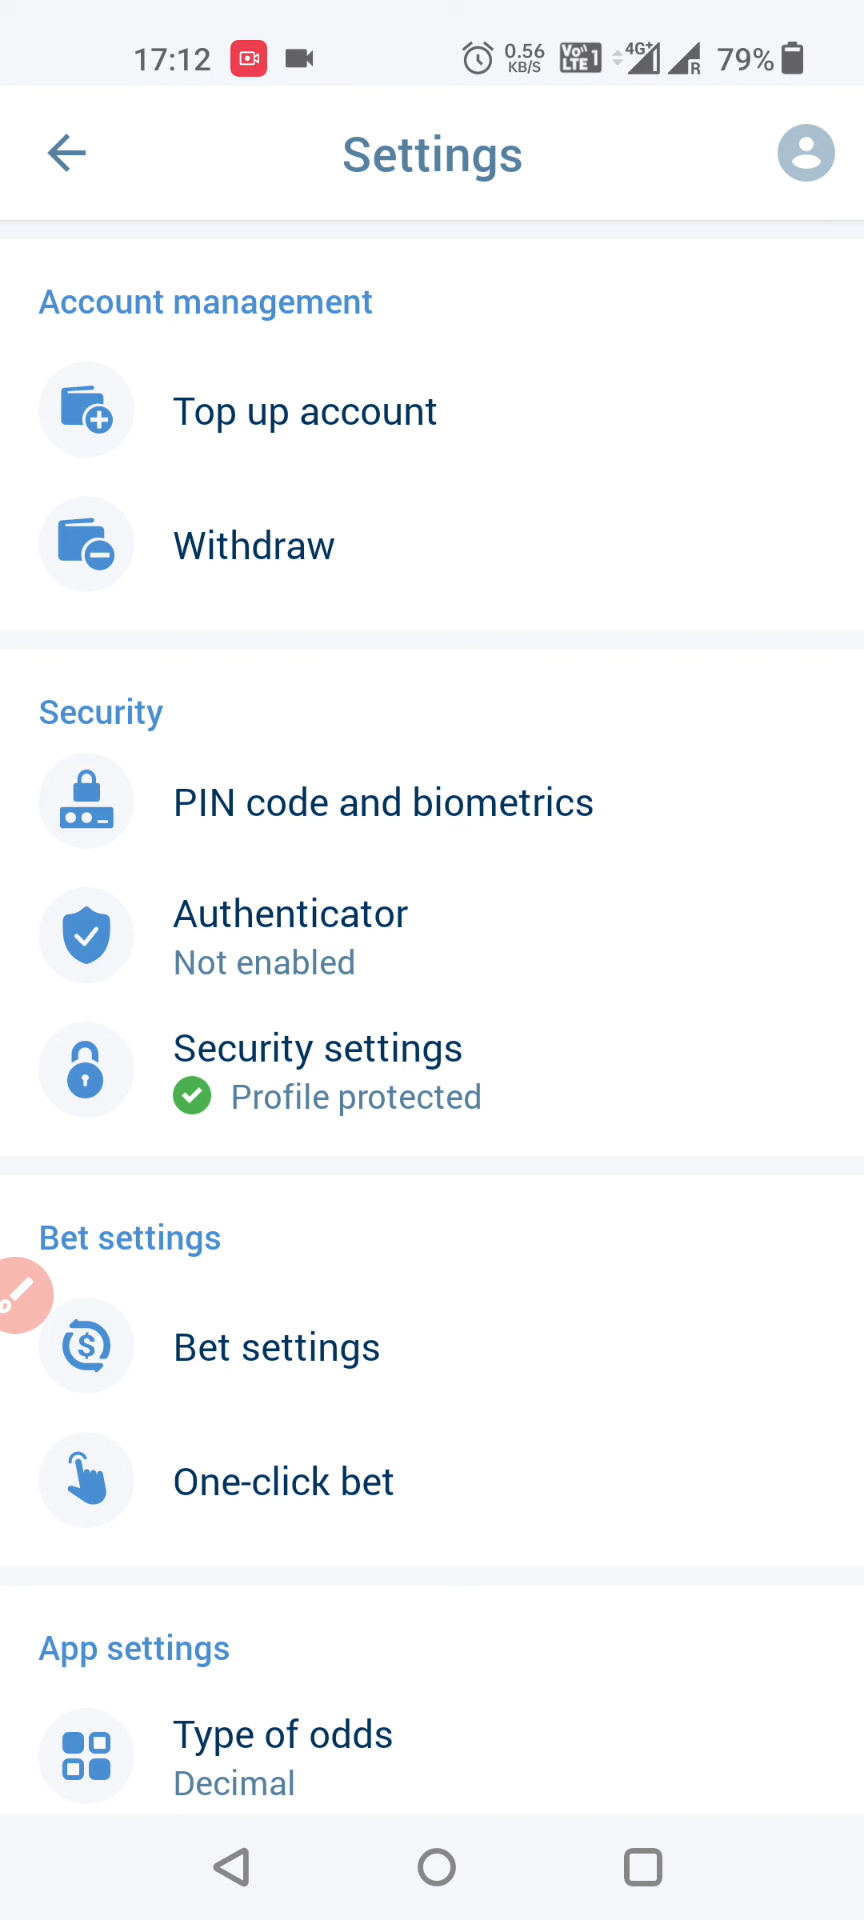 17:12 0.56 KB/S VoLTE 1 4G+ R 79%
Settings
Account management
Top up account
Withdraw
Security
PIN code and biometrics
Authenticator
Not enabled
Security settings
Profile protected
Bet settings
Bet settings
One-click bet
App settings
Type of odds
Decimal